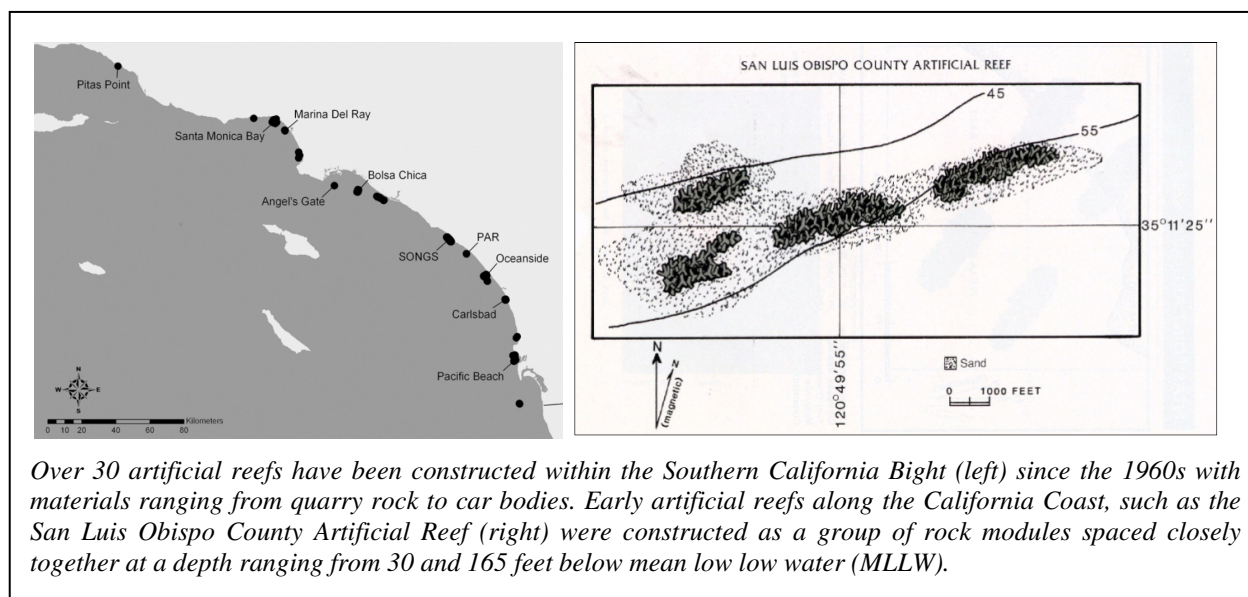 Pitas Point
Marina Del Ray
Santa Monica Bay
Bolsa Chica
Angel's Gate
PAR
SONGS
Oceanside
Carlsbad
Pacific Beach
N
W E
S
Kilometers
0 10 20 40 60 80
SAN LUIS OBISPO COUNTY ARTIFICIAL REEF
45
55
35°11'25''
120°49'55''
N
N
(magnetic)
Sand
0 1000 FEET
Over 30 artificial reefs have been constructed within the Southern California Bight (left) since the 1960s with
materials ranging from quarry rock to car bodies. Early artificial reefs along the California Coast, such as the
San Luis Obispo County Artificial Reef (right) were constructed as a group of rock modules spaced closely
together at a depth ranging from 30 and 165 feet below mean low low water (MLLW).